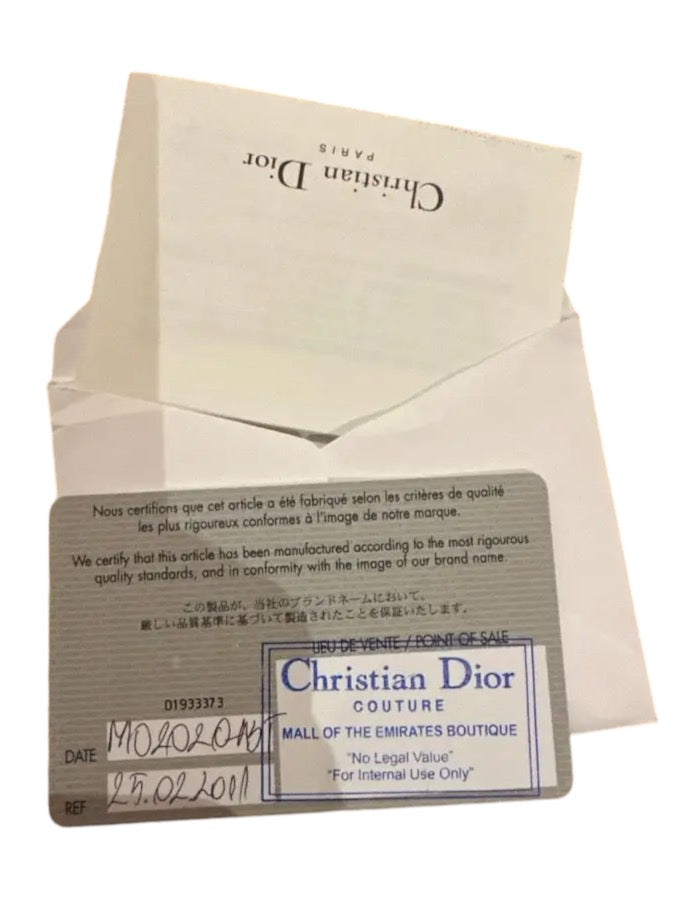 Christian Dior
PARIS
Nous certifions que cet article a été fabriqué selon les critères de qualité
les plus rigoureux conformes à l'image de notre marque.
We certify that this article has been manufactured according to the most rigourous
quality standards, and in conformity with the image of our brand name.
この製品が、当社のブランドネームにおいて、
厳しい品質基準に基づいて製造されたことを保証いたします。
LIEU DE VENTE / POINT OF SALE
Christian Dior
COUTURE
MALL OF THE EMIRATES BOUTIQUE
"No Legal Value"
"For Internal Use Only"
01933373
DATE
REF 25.02.2011